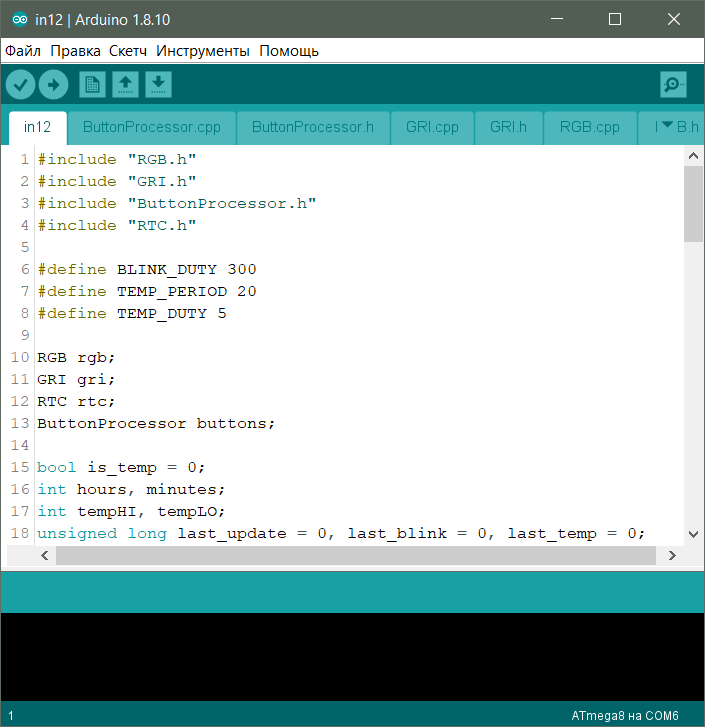 in12 | Arduino 1.8.10
Файл Правка Скетч Инструменты Помощь
in12 ButtonProcessor.cpp ButtonProcessor.h GRI.cpp GRI.h RGB.cpp B.h
1 #include "RGB.h"
2 #include "GRI.h"
3 #include "ButtonProcessor.h"
4 #include "RTC.h"
5
6 #define BLINK_DUTY 300
7 #define TEMP_PERIOD 20
8 #define TEMP_DUTY 5
9
10 RGB rgb;
11 GRI gri;
12 RTC rtc;
13 ButtonProcessor buttons;
14
15 bool is_temp = 0;
16 int hours, minutes;
17 int tempHI, tempLO;
18 unsigned long last_update = 0, last_blink = 0, last_temp = 0;
1 ATmega8 на COM6